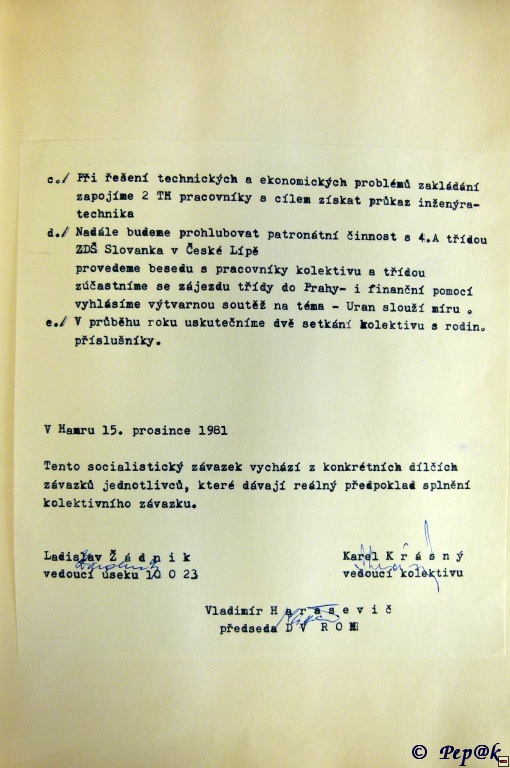 c./ Při řešení technických a ekonomických problémů zakládání
zapojíme 2 TH pracovníky s cílem získat průkaz inženýra-
technika
d./ Nadále budeme prohlubovat patronátní činnost s 4.A třídou
ZDŠ Slovanka v České Lípě
provedeme besedu s pracovníky kolektivu a třídou
zúčastníme se zájezdu třídy do Prahy- i finanční pomocí
vyhlásíme výtvarnou soutěž na téma - Uran slouží míru .
e./ V průběhu roku uskutečníme dvě setkání kolektivu s rodin.
příslušníky.
V Hamru 15. prosince 1981
Tento socialistický závazek vychází z konkrétních dílčích
závazků jednotlivců, které dávají reálný předpoklad splnění
kolektivního závazku.
Ladislav Žádník
vedoucí úseku 10 0 23
Karel Krásný
vedoucí kolektivu
Vladimír Harasevič
předseda DV ROH
© Pep@k